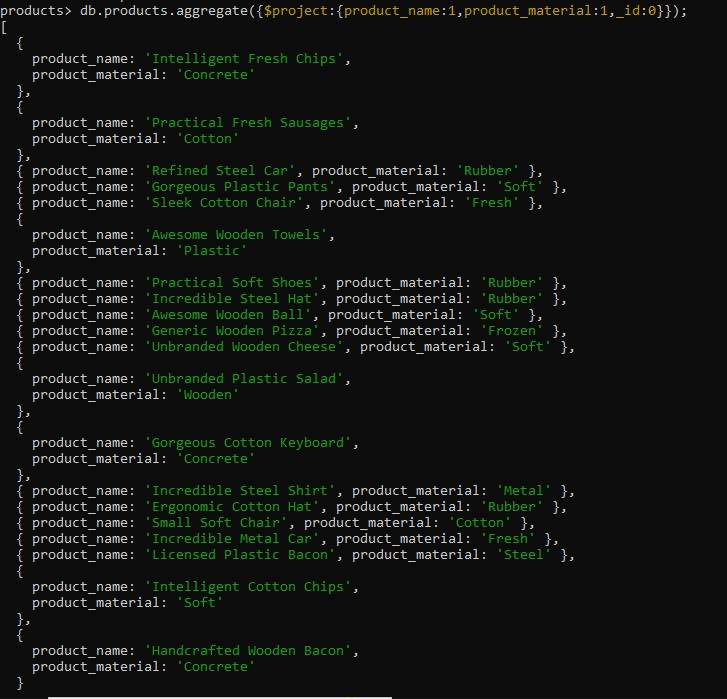 products> db.products.aggregate({$project:{product_name:1,product_material:1,_id:0}});
[
  {
    product_name: 'Intelligent Fresh Chips',
    product_material: 'Concrete'
  },
  {
    product_name: 'Practical Fresh Sausages',
    product_material: 'Cotton'
  },
  { product_name: 'Refined Steel Car', product_material: 'Rubber' },
  { product_name: 'Gorgeous Plastic Pants', product_material: 'Soft' },
  { product_name: 'Sleek Cotton Chair', product_material: 'Fresh' },
  {
    product_name: 'Awesome Wooden Towels',
    product_material: 'Plastic'
  },
  { product_name: 'Practical Soft Shoes', product_material: 'Rubber' },
  { product_name: 'Incredible Steel Hat', product_material: 'Rubber' },
  { product_name: 'Awesome Wooden Ball', product_material: 'Soft' },
  { product_name: 'Generic Wooden Pizza', product_material: 'Frozen' },
  { product_name: 'Unbranded Wooden Cheese', product_material: 'Soft' },
  {
    product_name: 'Unbranded Plastic Salad',
    product_material: 'Wooden'
  },
  {
    product_name: 'Gorgeous Cotton Keyboard',
    product_material: 'Concrete'
  },
  { product_name: 'Incredible Steel Shirt', product_material: 'Metal' },
  { product_name: 'Ergonomic Cotton Hat', product_material: 'Rubber' },
  { product_name: 'Small Soft Chair', product_material: 'Cotton' },
  { product_name: 'Incredible Metal Car', product_material: 'Fresh' },
  { product_name: 'Licensed Plastic Bacon', product_material: 'Steel' },
  {
    product_name: 'Intelligent Cotton Chips',
    product_material: 'Soft'
  },
  {
    product_name: 'Handcrafted Wooden Bacon',
    product_material: 'Concrete'
  }